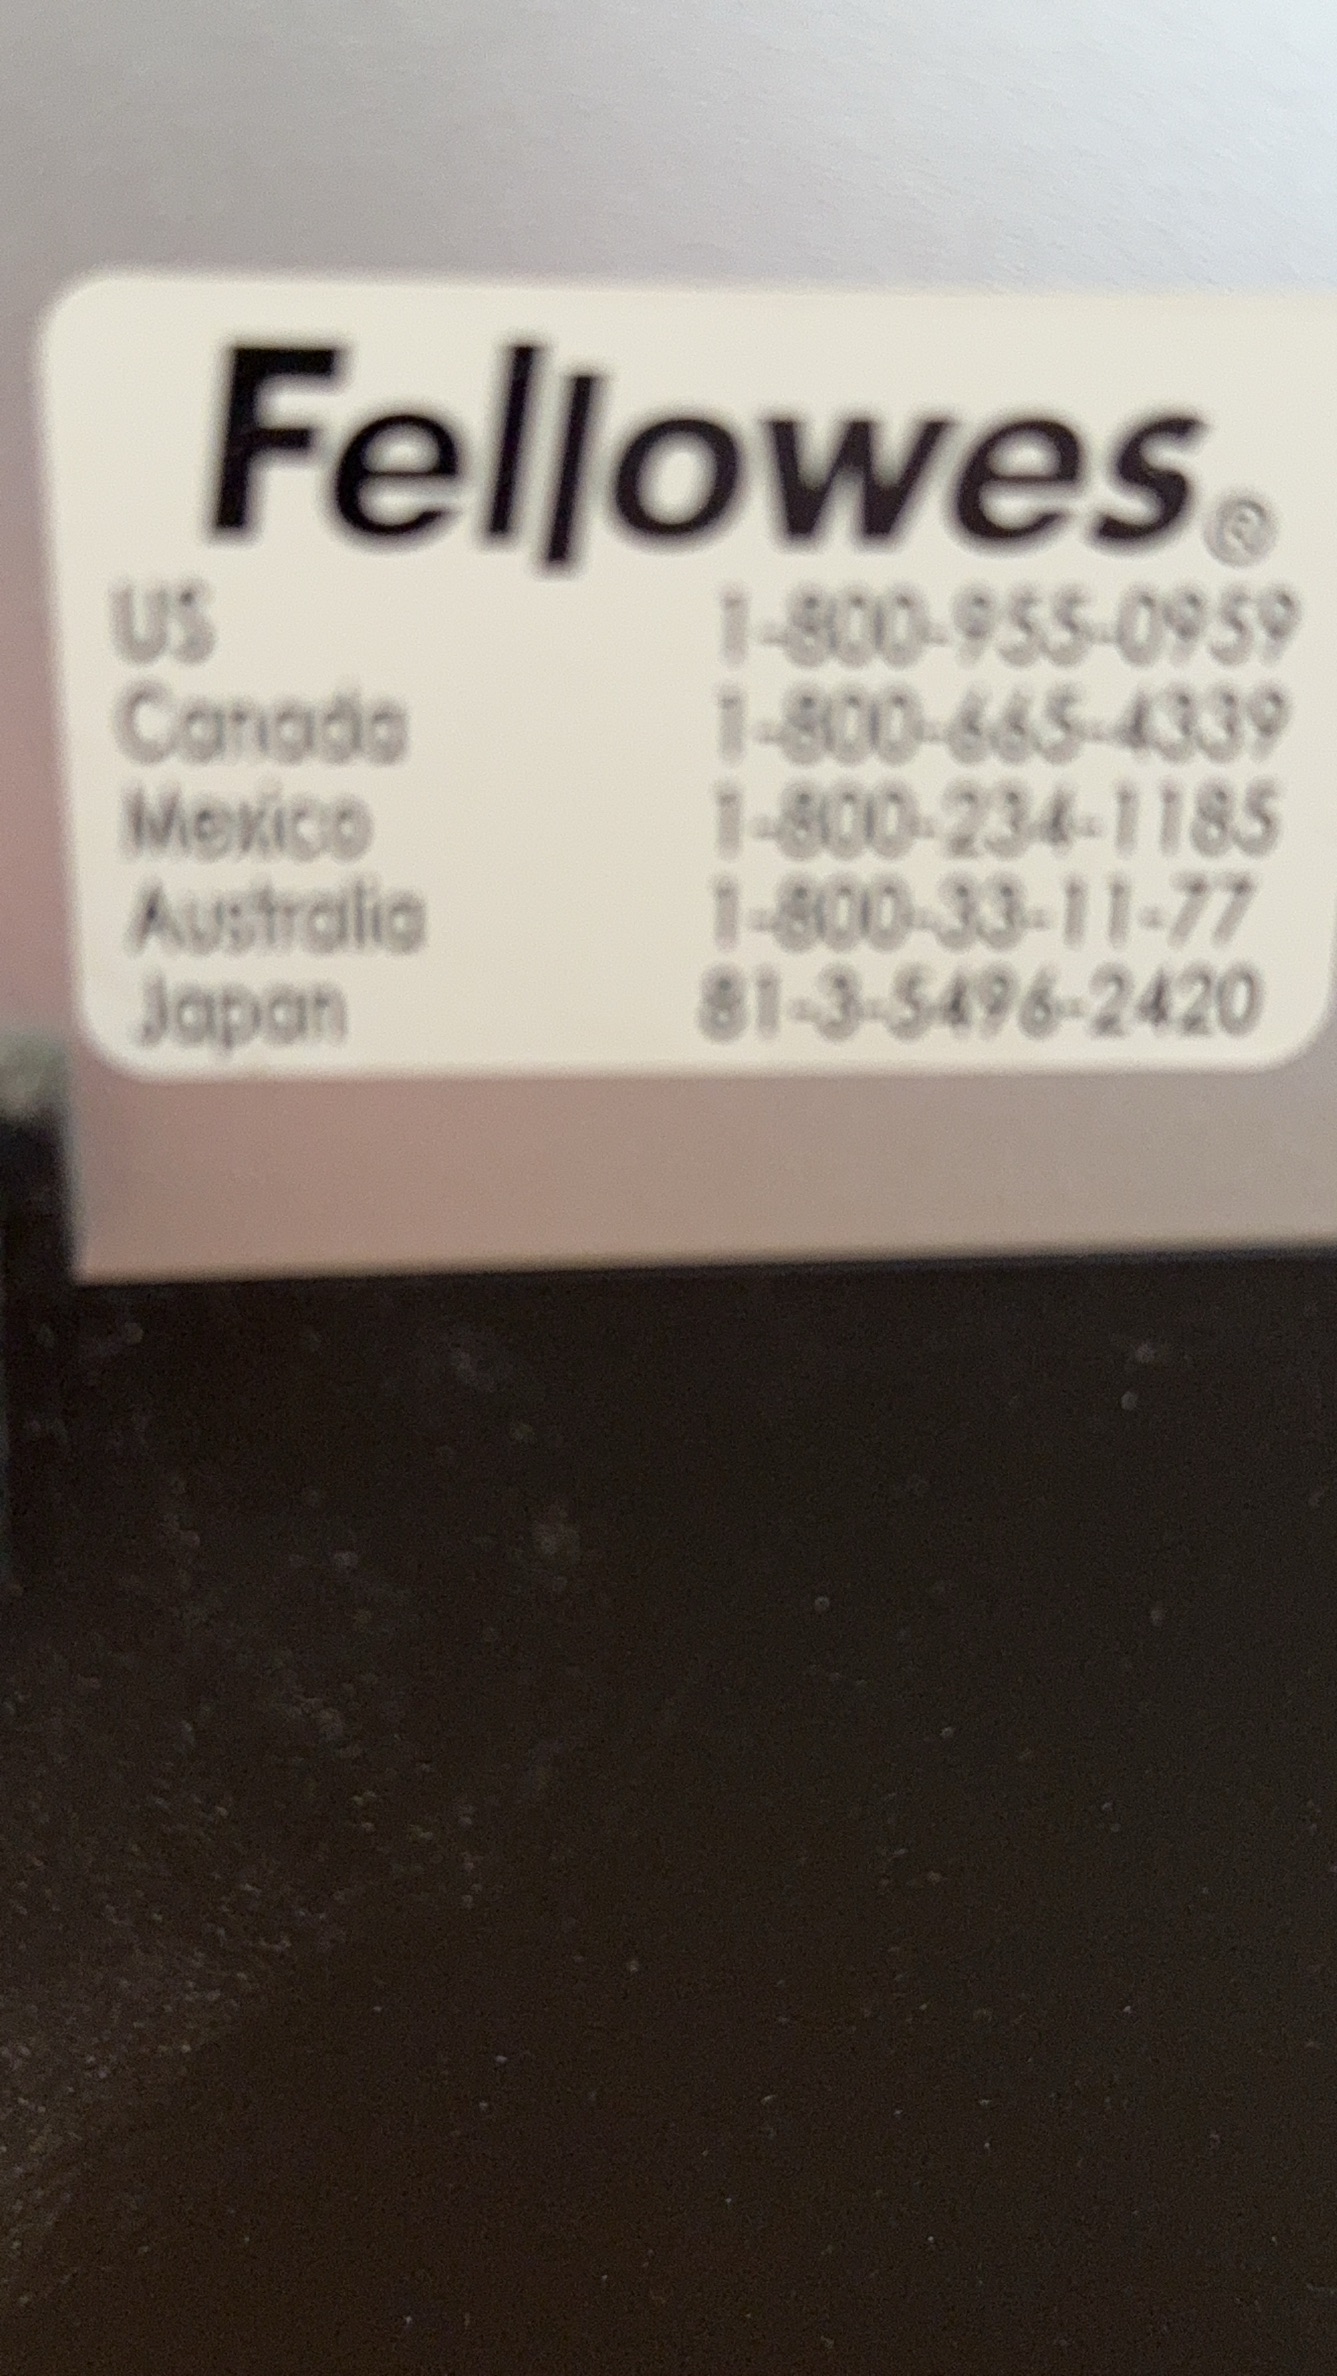 Fellowes®
US 1-800-955-0959
Canada 1-800-665-4339
Mexico 1-800-234-1185
Australia 1-800-33-11-77
Japan 81-3-5496-2420